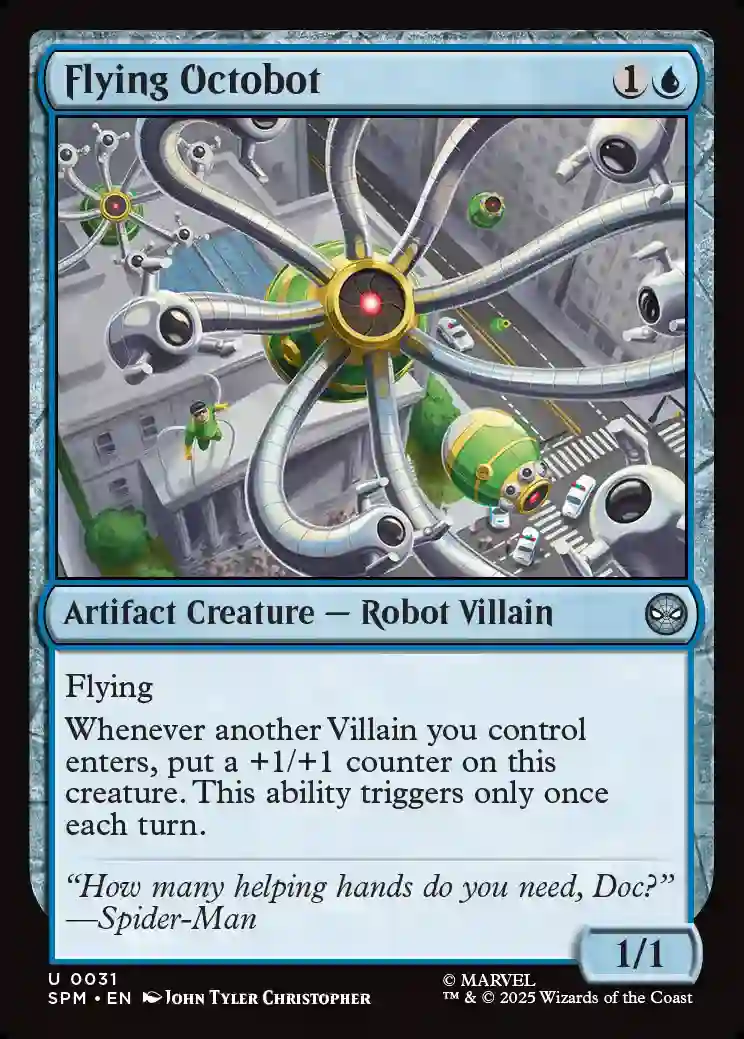 Flying Octobot
1
Artifact Creature — Robot Villain
Flying
Whenever another Villain you control
enters, put a +1/+1 counter on this
creature. This ability triggers only once
each turn.
“How many helping hands do you need, Doc?”
—Spider-Man
1/1
U 0031
SPM • EN John Tyler Christopher
© MARVEL
™ & © 2025 Wizards of the Coast